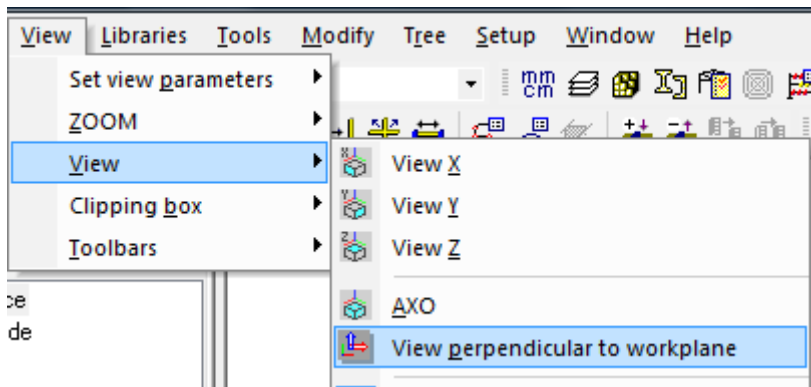 View Libraries Tools Modify Tree Setup Window Help
Set view parameters
mm
cm
ZOOM
View
View X
Clipping box
View Y
Toolbars
View Z
ce
AXO
de
View perpendicular to workplane